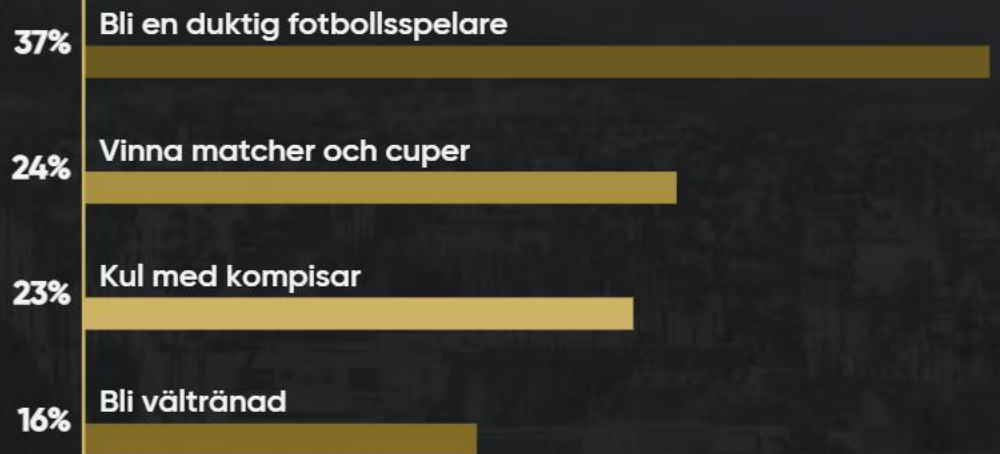 Bli en duktig fotbollsspelare
37%
Vinna matcher och cuper
24%
Kul med kompisar
23%
Bli vältränad
16%